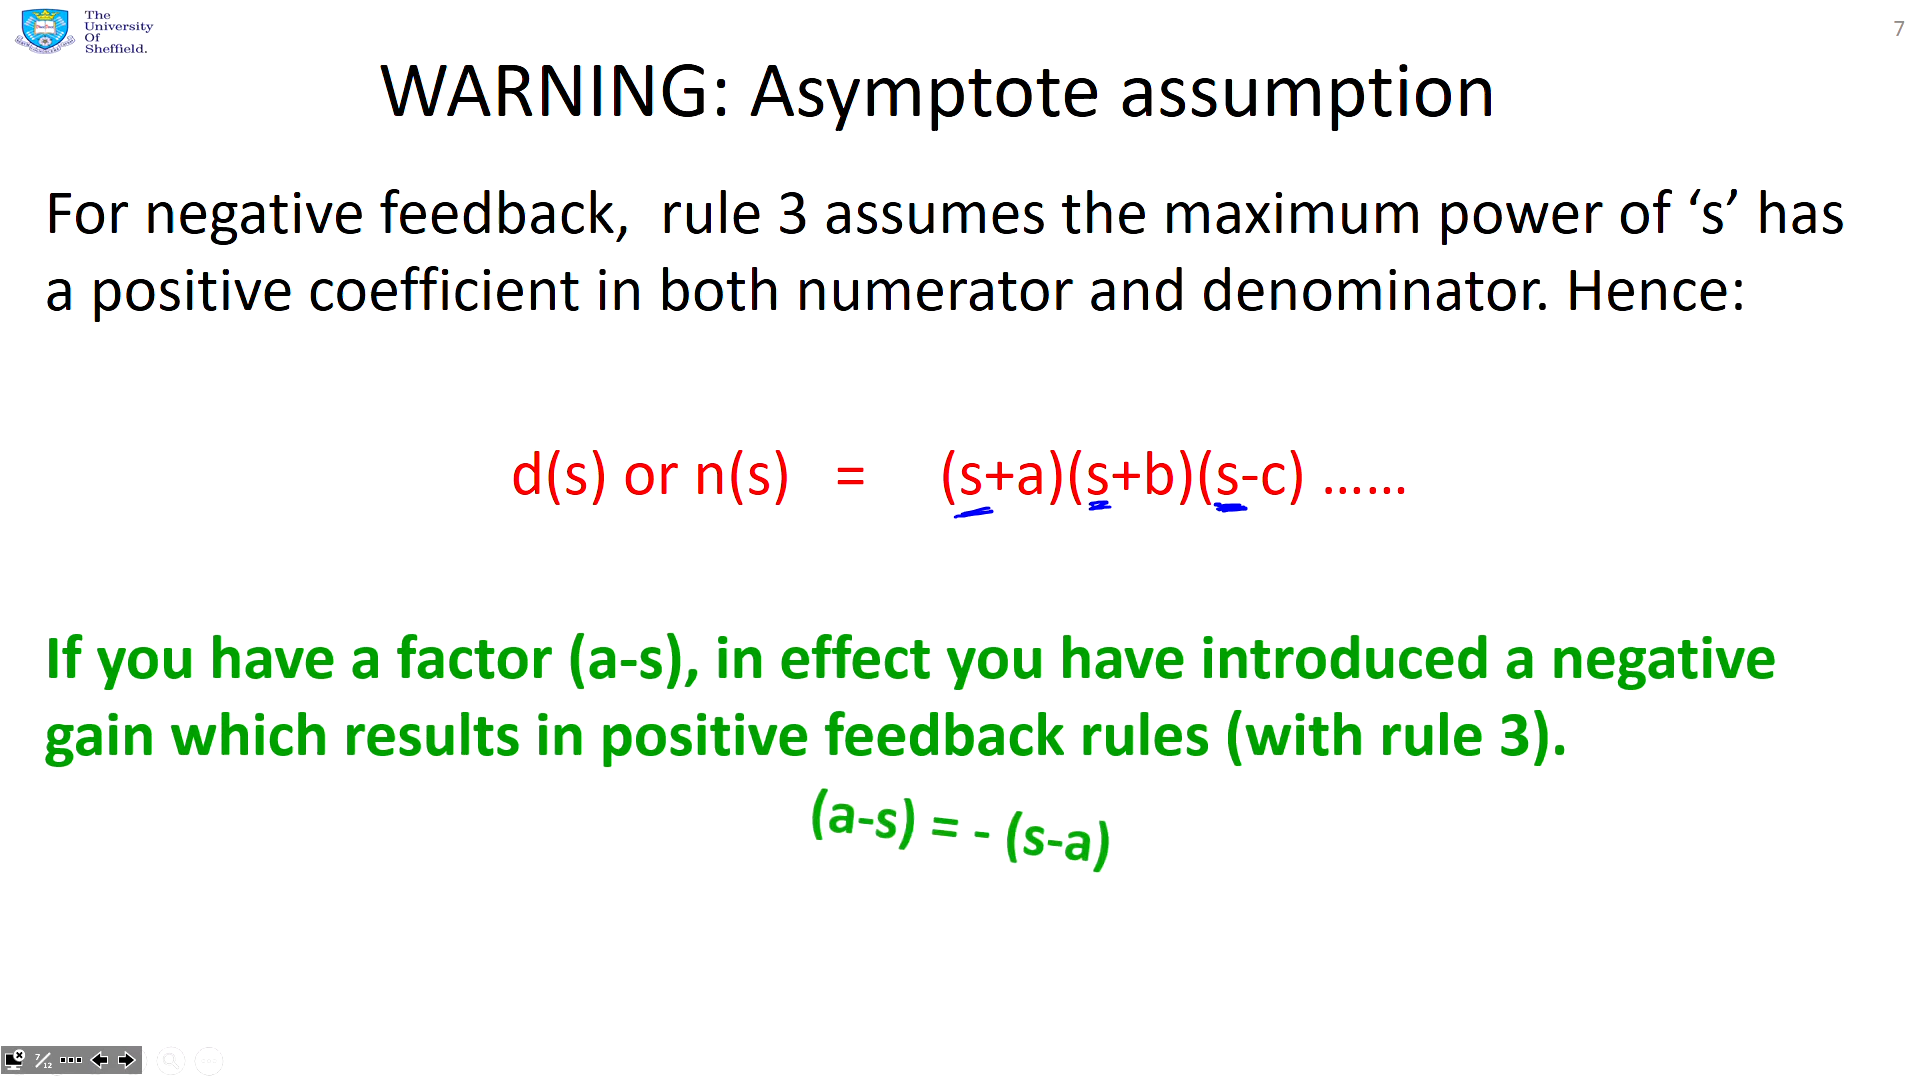 The
University
Of
Sheffield.
7
WARNING: Asymptote assumption
For negative feedback,  rule 3 assumes the maximum power of ‘s’ has
a positive coefficient in both numerator and denominator. Hence:
d(s) or n(s)   =     (s+a)(s+b)(s-c) ......
If you have a factor (a-s), in effect you have introduced a negative
gain which results in positive feedback rules (with rule 3).
(a-s) = - (s-a)
7/12